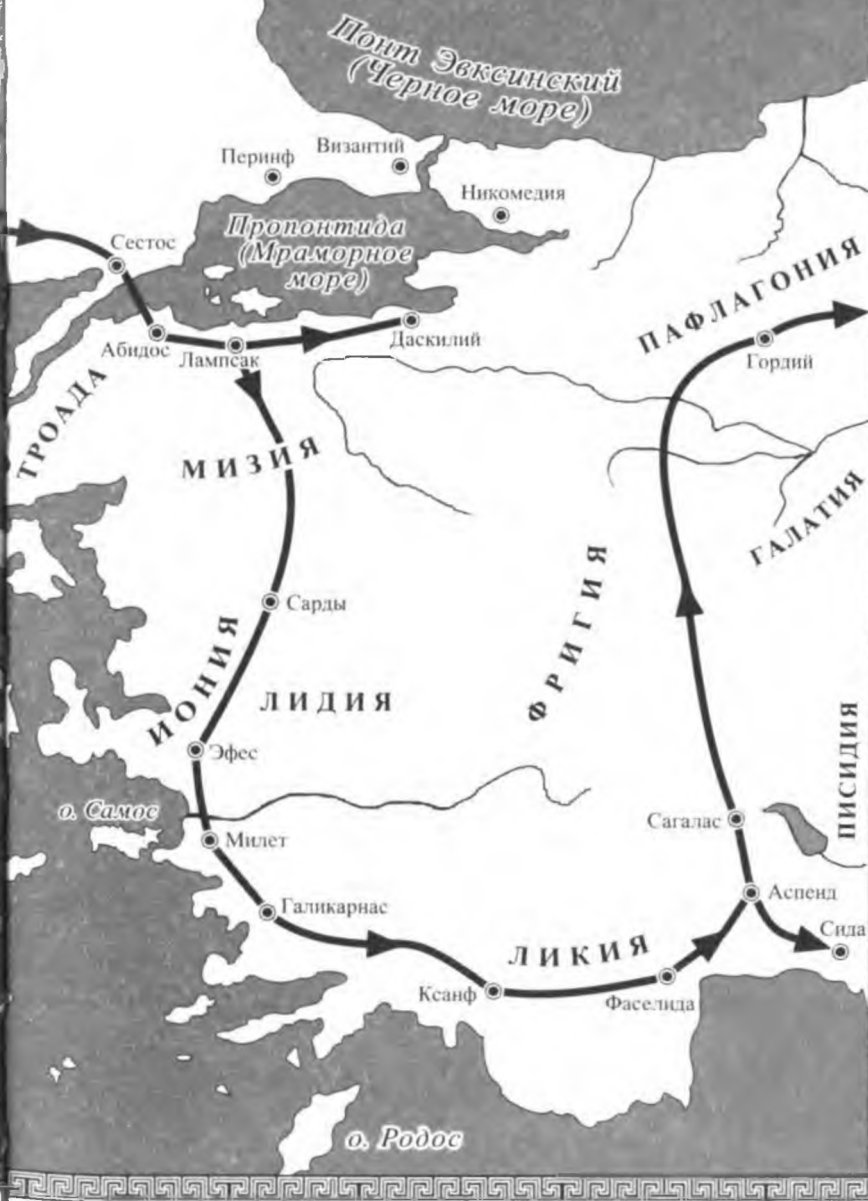 Понт Эвксинский
(Черное море)
Перинф
Византий
Никомедия
Пропонтида
(Мраморное
море)
Сестос
Абидос
Лампсак
Даскилий
ПАФЛАГОНИЯ
Гордий
ТРОАДА
МИЗИЯ
ГАЛАТИЯ
ФРИГИЯ
Сарды
ИОНИЯ
ЛИДИЯ
Эфес
ПИСИДИЯ
о. Самос
Милет
Сагалас
Галикарнас
Аспенд
Сида
ЛИКИЯ
Ксанф
Фаселида
о. Родос